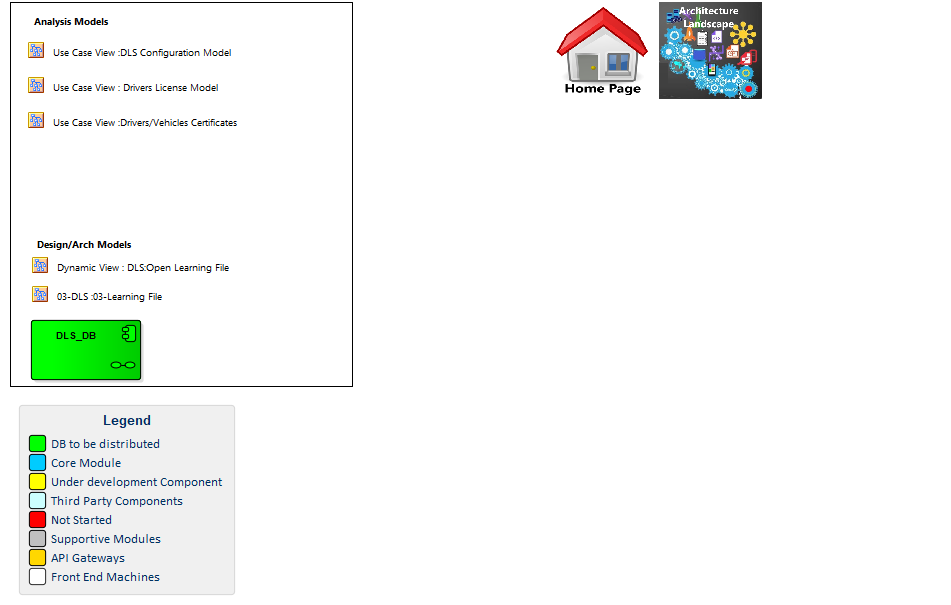 Analysis Models
Use Case View :DLS Configuration Model
Use Case View : Drivers License Model
Use Case View :Drivers/Vehicles Certificates
Design/Arch Models
Dynamic View : DLS:Open Learning File
03-DLS :03-Learning File
DLS_DB
Home Page
Architecture
Landscape
Legend
DB to be distributed
Core Module
Under development Component
Third Party Components
Not Started
Supportive Modules
API Gateways
Front End Machines